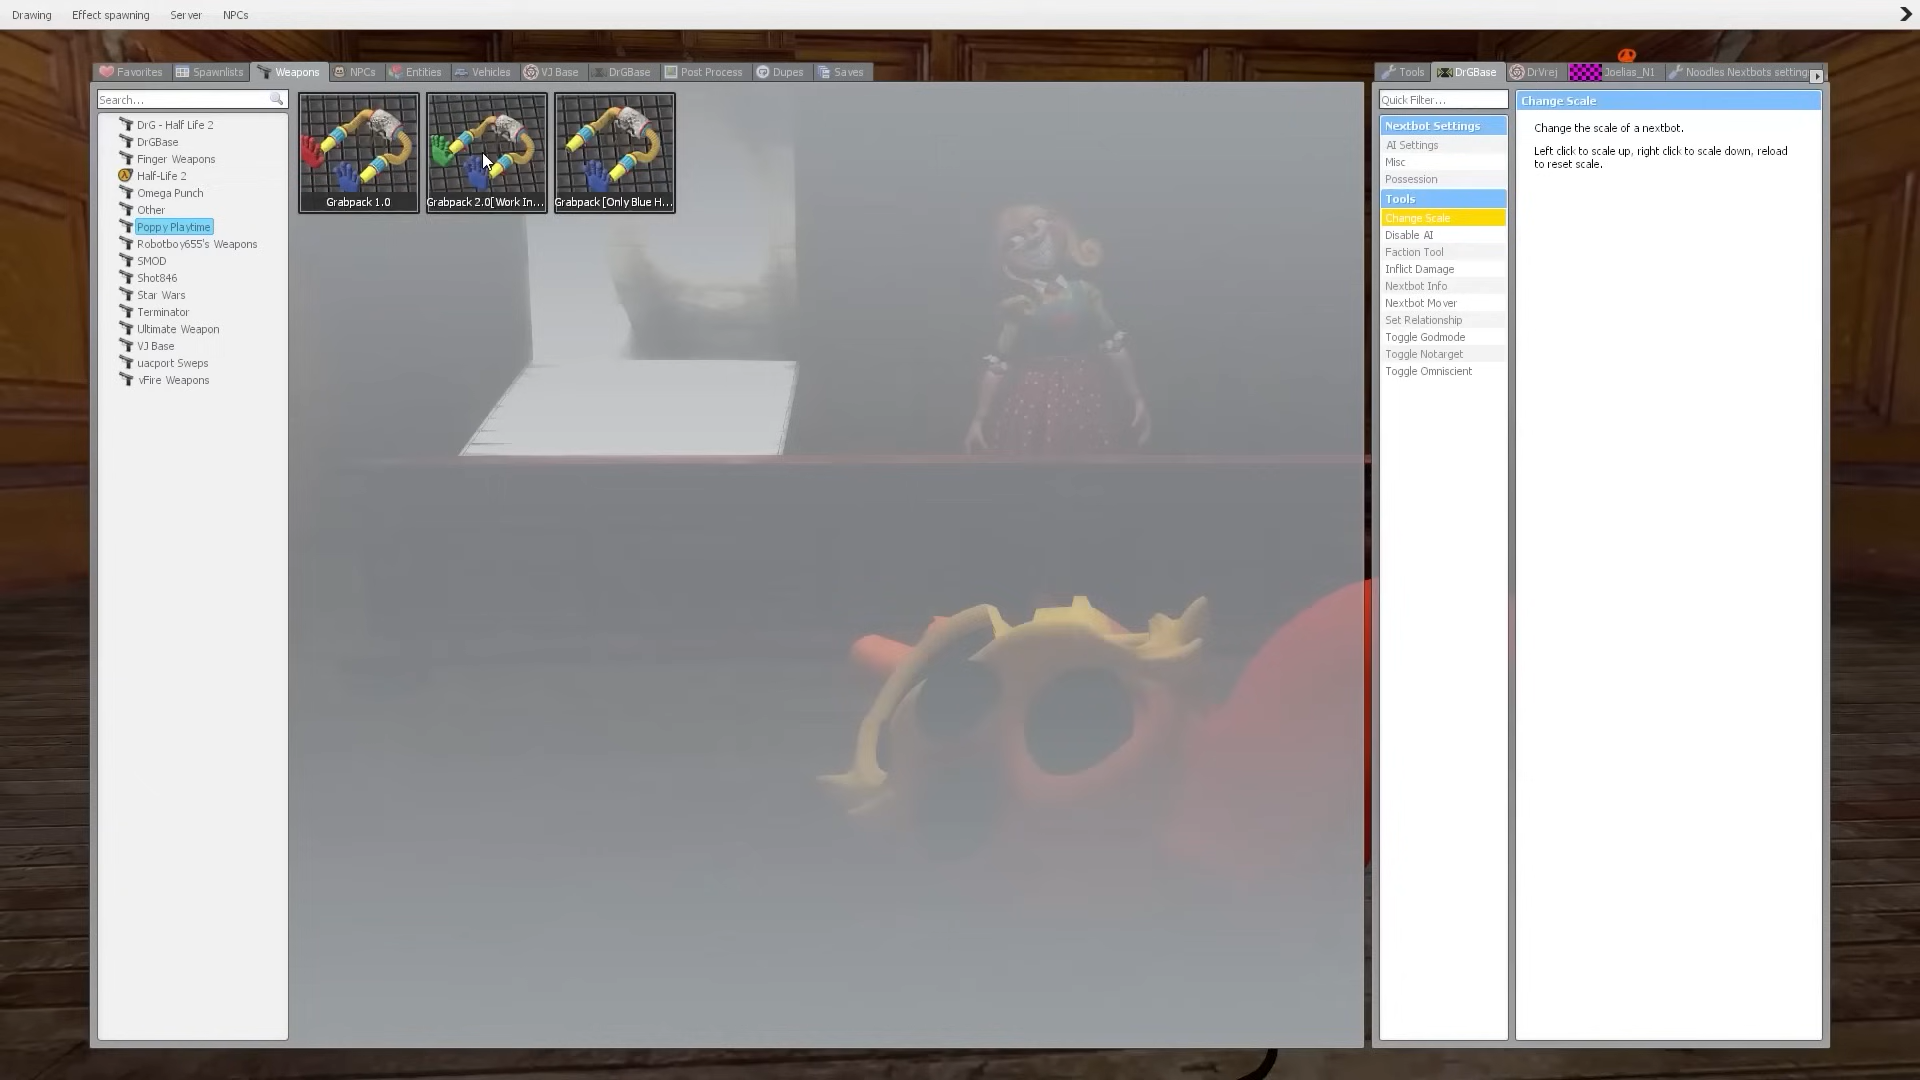 Drawing Effect spawning Server NPCs
Favorites Spawnlists Weapons NPCs Entities Vehicles VJ Base DrGBase Post Process Dupes Saves
Search...
DrG - Half Life 2
DrGBase
Finger Weapons
Half-Life 2
Omega Punch
Other
Poppy Playtime
Robotboy655's Weapons
SMOD
Shot846
Star Wars
Terminator
Ultimate Weapon
VJ Base
uacport Sweps
vFire Weapons
Grabpack 1.0
Grabpack 2.0[Work In...
Grabpack [Only Blue H...
Tools DrGBase DrVrej Joelias_N1 Noodles Nextbots setting
Quick Filter...
Nextbot Settings
AI Settings
Misc
Possession
Tools
Change Scale
Disable AI
Faction Tool
Inflict Damage
Nextbot Info
Nextbot Mover
Set Relationship
Toggle Godmode
Toggle Notarget
Toggle Omniscient
Change Scale
Change the scale of a nextbot.
Left click to scale up, right click to scale down, reload
to reset scale.